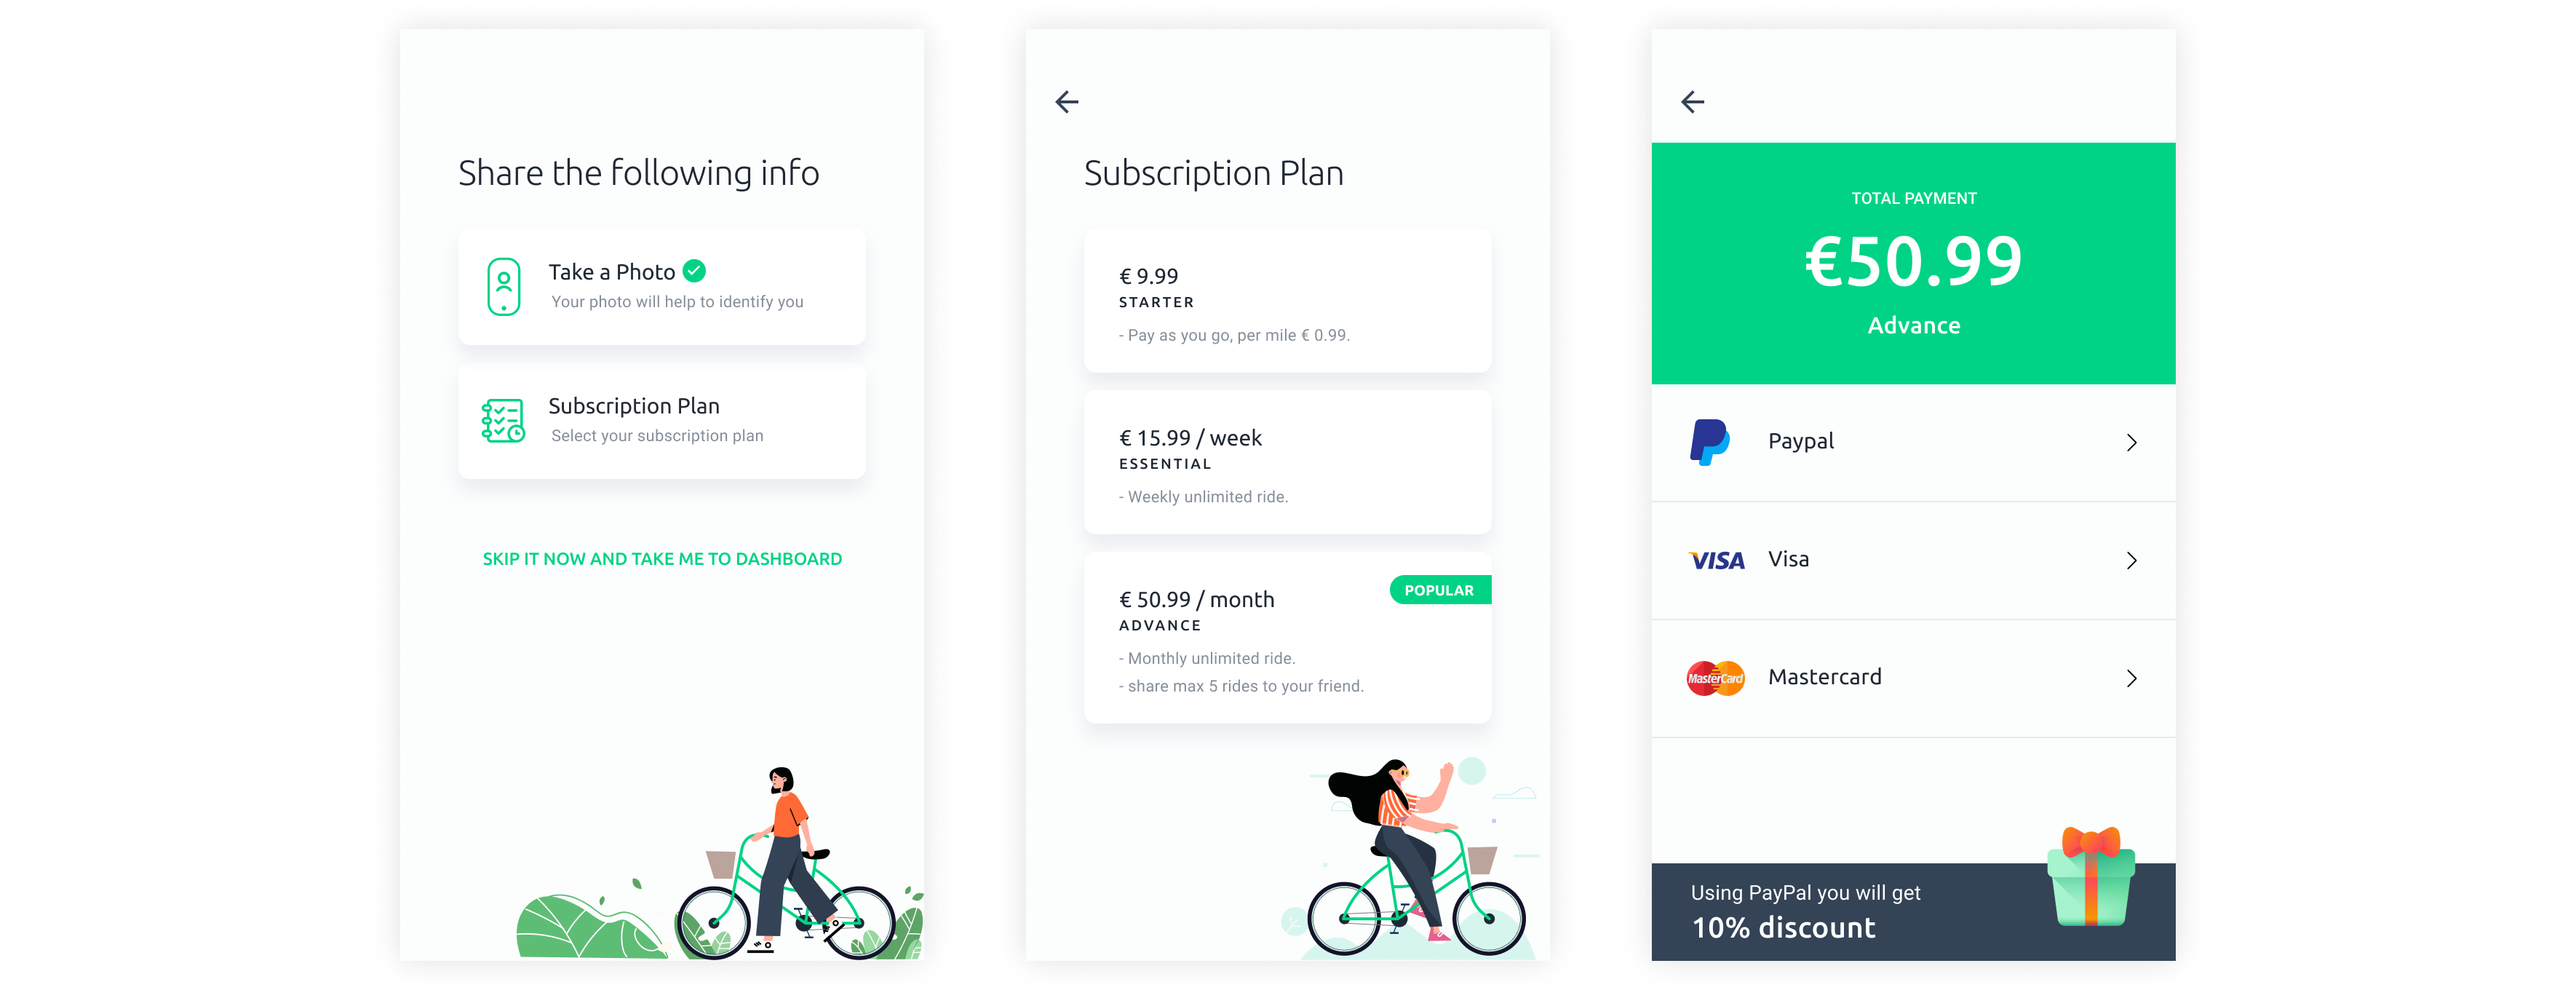 Share the following info
Take a Photo
Your photo will help to identify you
Subscription Plan
Select your subscription plan
SKIP IT NOW AND TAKE ME TO DASHBOARD
Subscription Plan
€ 9.99
STARTER
- Pay as you go, per mile € 0.99.
€ 15.99 / week
ESSENTIAL
- Weekly unlimited ride.
POPULAR
€ 50.99 / month
ADVANCE
- Monthly unlimited ride.
- share max 5 rides to your friend.
TOTAL PAYMENT
€50.99
Advance
Paypal
VISA Visa
MasterCard Mastercard
Using PayPal you will get
10% discount